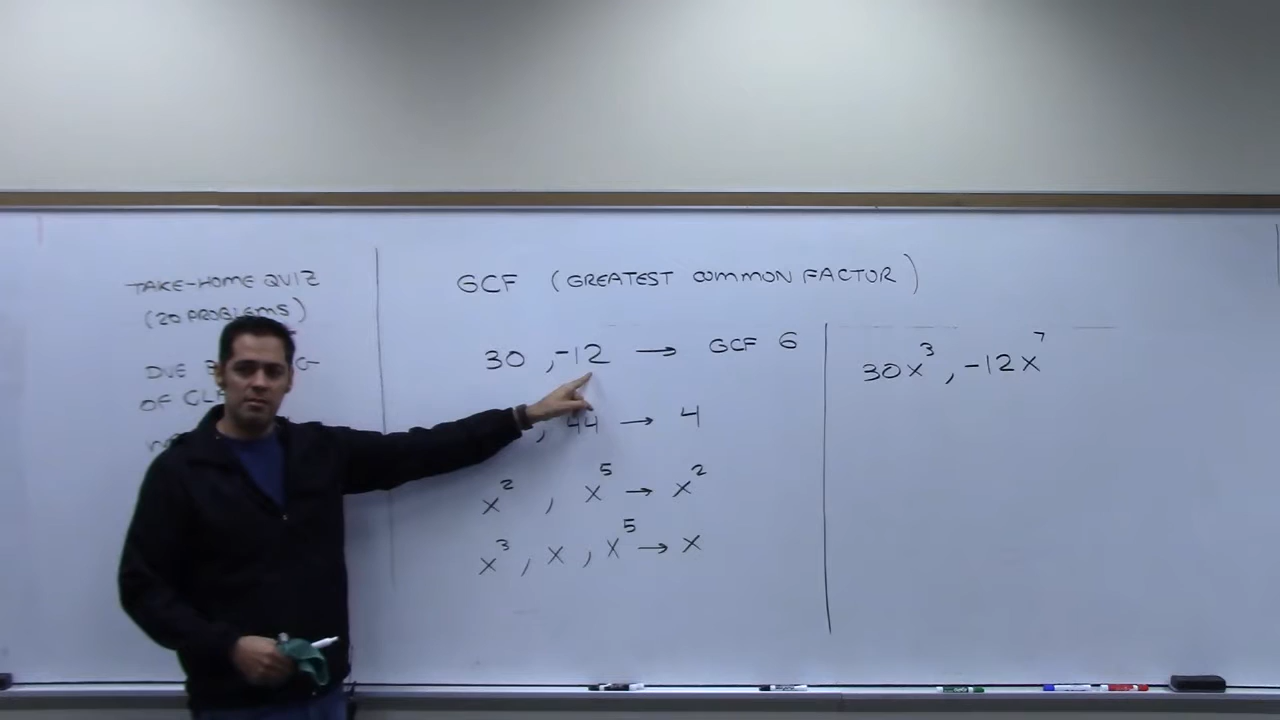 TAKE-HOME QUIZ
(20 PROBLEMS)
DUE
OF
GCF (GREATEST COMMON FACTOR)
30, -12 → GCF 6
, 44 → 4
x², x⁵ → x²
x³, x, x⁵ → x
30x³, -12x⁷